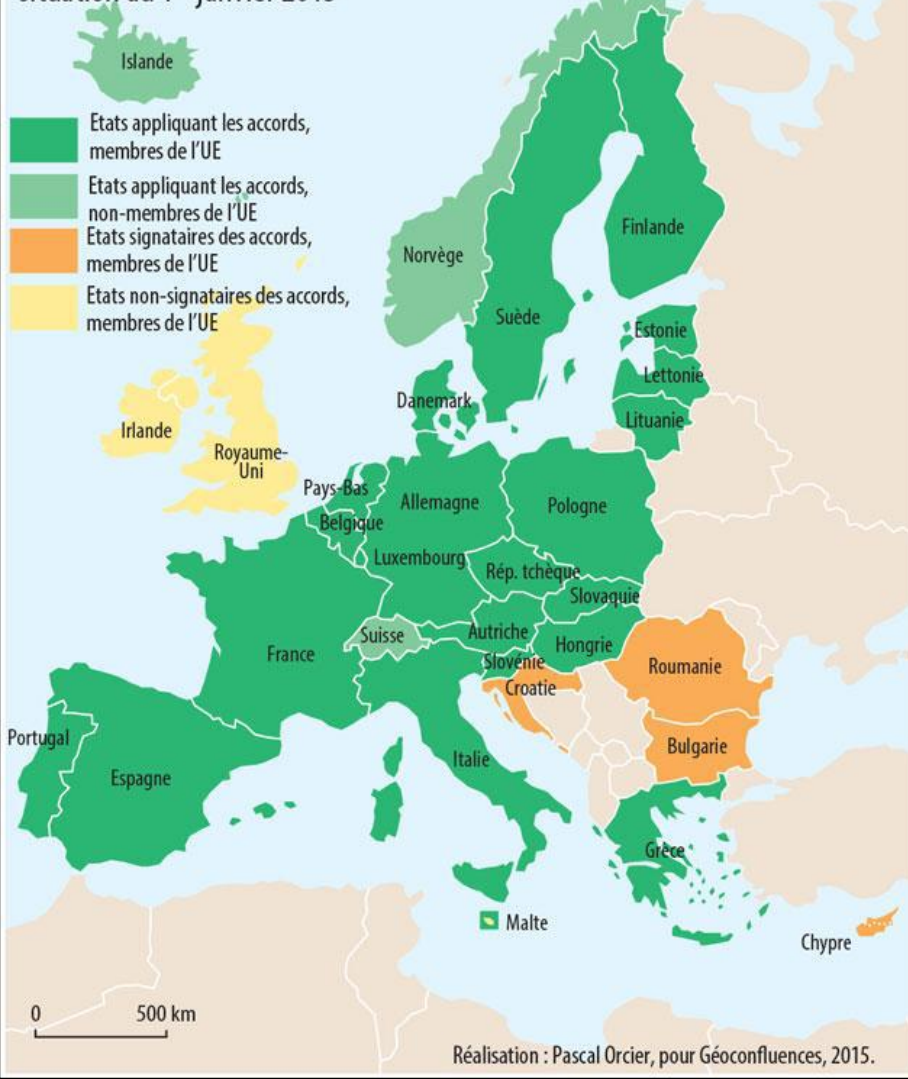 Islande
Etats appliquant les accords,
membres de l'UE
Etats appliquant les accords,
non-membres de l'UE
Etats signataires des accords,
membres de l'UE
Etats non-signataires des accords,
membres de l'UE
Finlande
Norvège
Suède
Estonie
Lettonie
Danemark
Lituanie
Irlande
Royaume-
Uni
Pays-Bas
Allemagne
Pologne
Belgique
Luxembourg
Rép. tchèque
Slovaquie
Suisse
Autriche
Hongrie
France
Slovénie
Roumanie
Croatie
Portugal
Bulgarie
Italie
Espagne
Grèce
Malte
Chypre
0 500 km
Réalisation : Pascal Orcier, pour Géoconfluences, 2015.